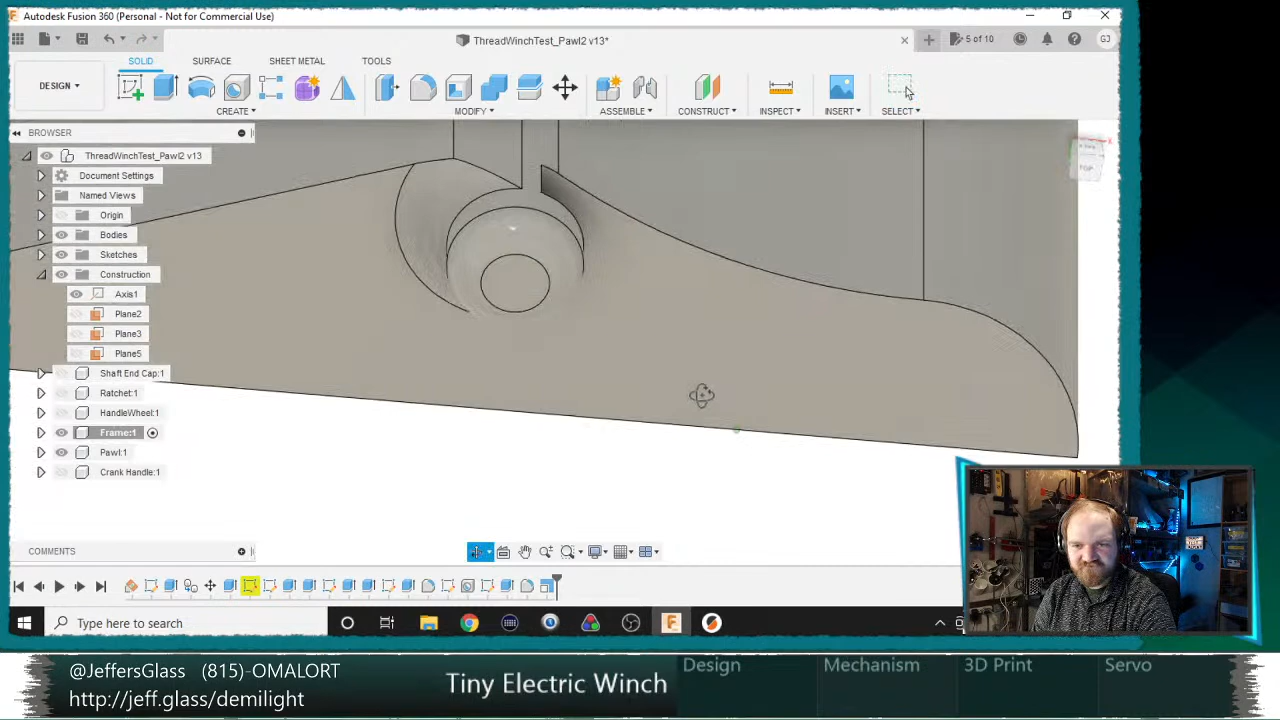 Autodesk Fusion 360 (Personal - Not for Commercial Use)
ThreadWinchTest_Pawl2 v13*
5 of 10
GJ
DESIGN
SOLID
SURFACE
SHEET METAL
TOOLS
CREATE
MODIFY
ASSEMBLE
CONSTRUCT
INSPECT
INSERT
SELECT
BROWSER
ThreadWinchTest_Pawl2 v13
Document Settings
Named Views
Origin
Bodies
Sketches
Construction
Axis1
Plane2
Plane3
Plane5
Shaft End Cap:1
Ratchet:1
HandleWheel:1
Frame:1
Pawl:1
Crank Handle:1
TOP
COMMENTS
Type here to search
@JeffersGlass (815)-OMALORT
http://jeff.glass/demilight
Tiny Electric Winch
Design
Mechanism
3D Print
Servo